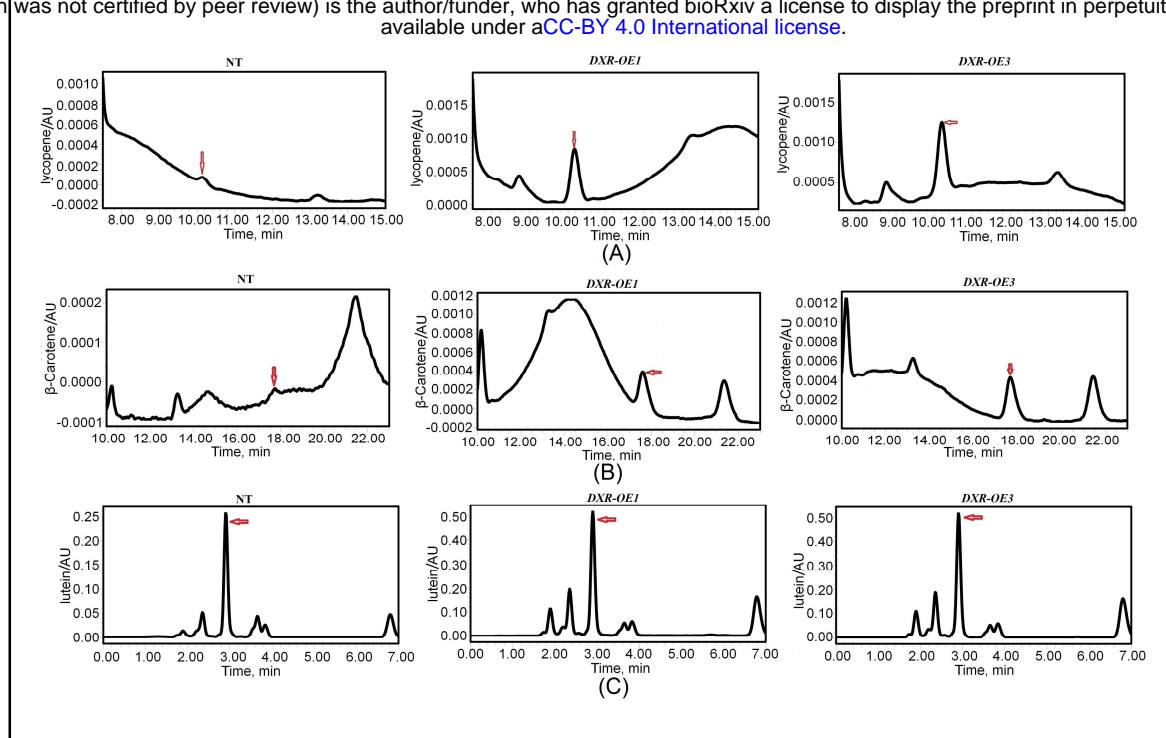 was not certified by peer review) is the author/funder, who has granted bioRxiv a license to display the preprint in
available under aCC-BY 4.0 International license.
NT
DXR-OE1
DXR-OE3
lycopene/AU
0.0010
0.0008
0.0006
0.0004
0.0002
0.0000
-0.0002
8.00 9.00 10.00 11.00 12.00 13.00 14.00 15.00
Time, min
lycopene/AU
0.0015
0.0010
0.0005
0.0000
8.00 9.00 10.00 11.00 12.00 13.00 14.00 15.00
Time, min
lycopene/AU
0.0015
0.0010
0.0005
8.00 9.00 10.00 11.00 12.00 13.00 14.00 15.00
Time, min
(A)
NT
DXR-OE1
DXR-OE3
β-Carotene/AU
0.0002
0.0001
0.0000
-0.0001
10.00 12.00 14.00 16.00 18.00 20.00 22.00
Time, min
β-Carotene/AU
0.0012
0.0010
0.0008
0.0006
0.0004
0.0002
0.0000
-0.0002
10.00 12.00 14.00 16.00 18.00 20.00 22.00
Time, min
β-Carotene/AU
0.0012
0.0010
0.0008
0.0006
0.0004
0.0002
0.0000
10.00 12.00 14.00 16.00 18.00 20.00 22.00
Time, min
(B)
NT
DXR-OE1
DXR-OE3
lutein/AU
0.25
0.20
0.15
0.10
0.05
0.00
0.00 1.00 2.00 3.00 4.00 5.00 6.00 7.00
Time, min
lutein/AU
0.50
0.40
0.30
0.20
0.10
0.00
0.00 1.00 2.00 3.00 4.00 5.00 6.00 7.00
Time, min
lutein/AU
0.50
0.40
0.30
0.20
0.10
0.00
0.00 1.00 2.00 3.00 4.00 5.00 6.00 7.00
Time, min
(C)